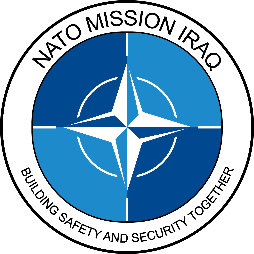 NATO MISSION IRAQ
BUILDING SAFETY AND SECURITY TOGETHER